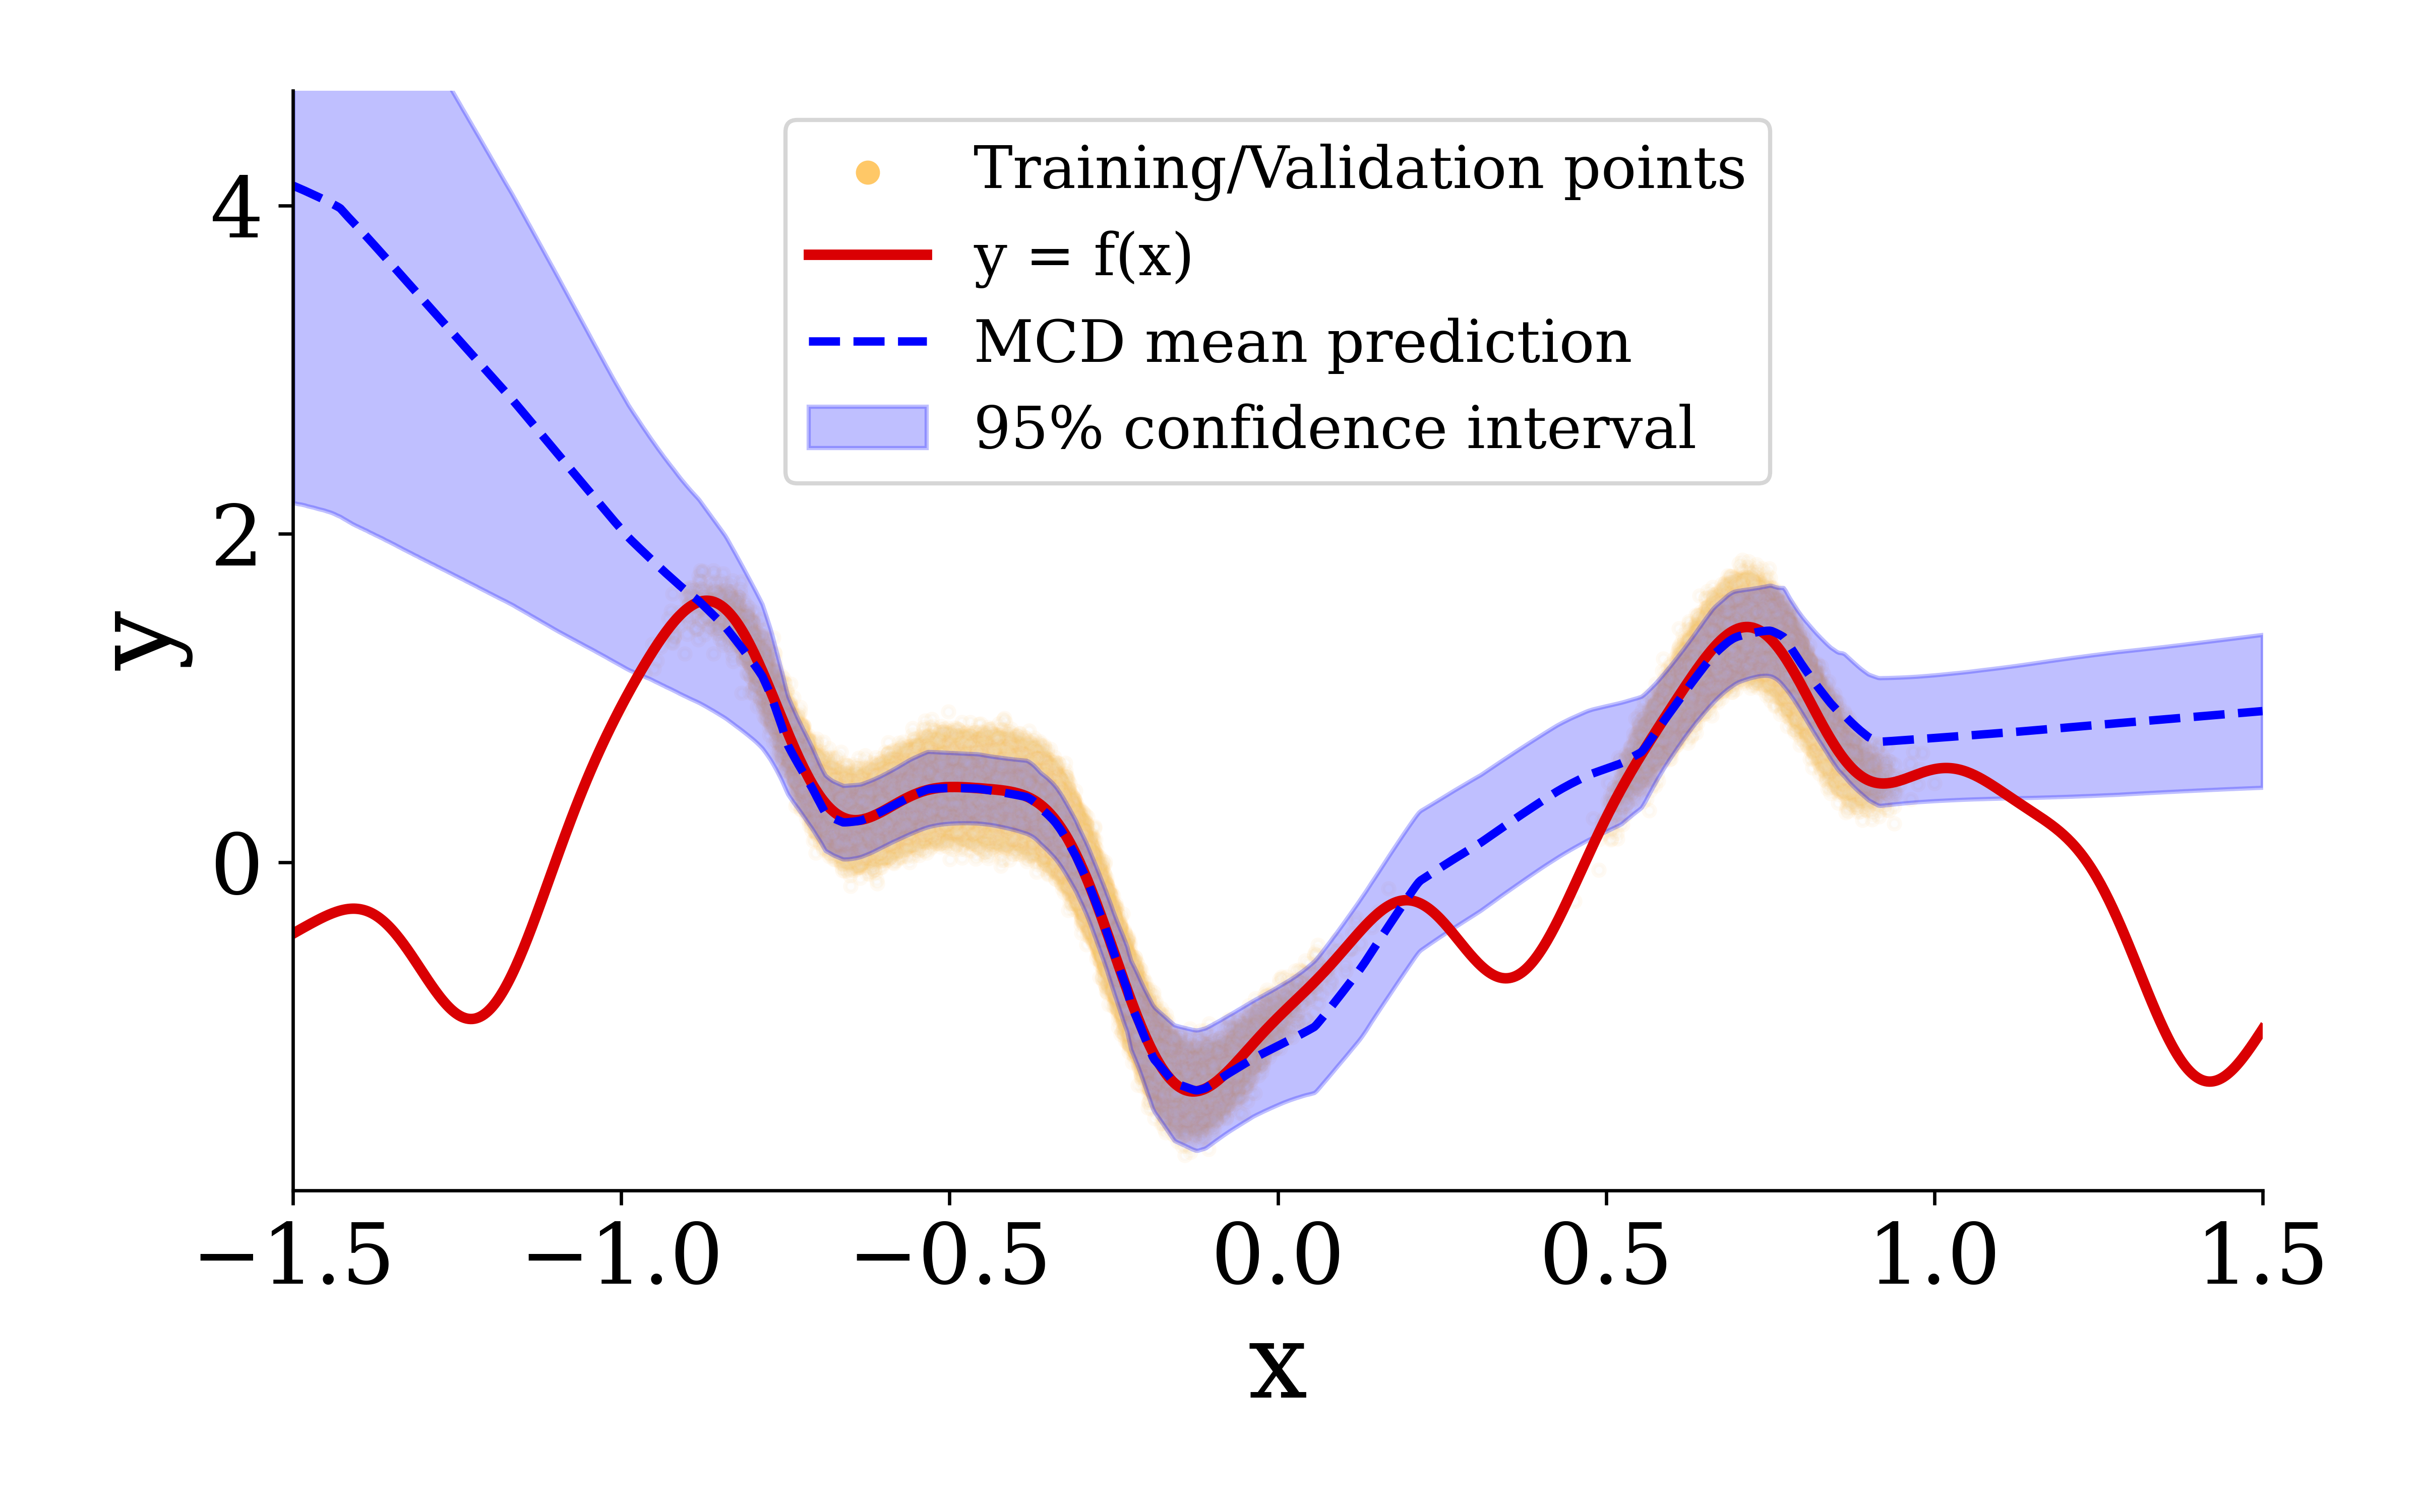 Training/Validation points
y = f(x)
MCD mean prediction
95% confidence interval
4
2
0
y
−1.5 −1.0 −0.5 0.0 0.5 1.0 1.5
x